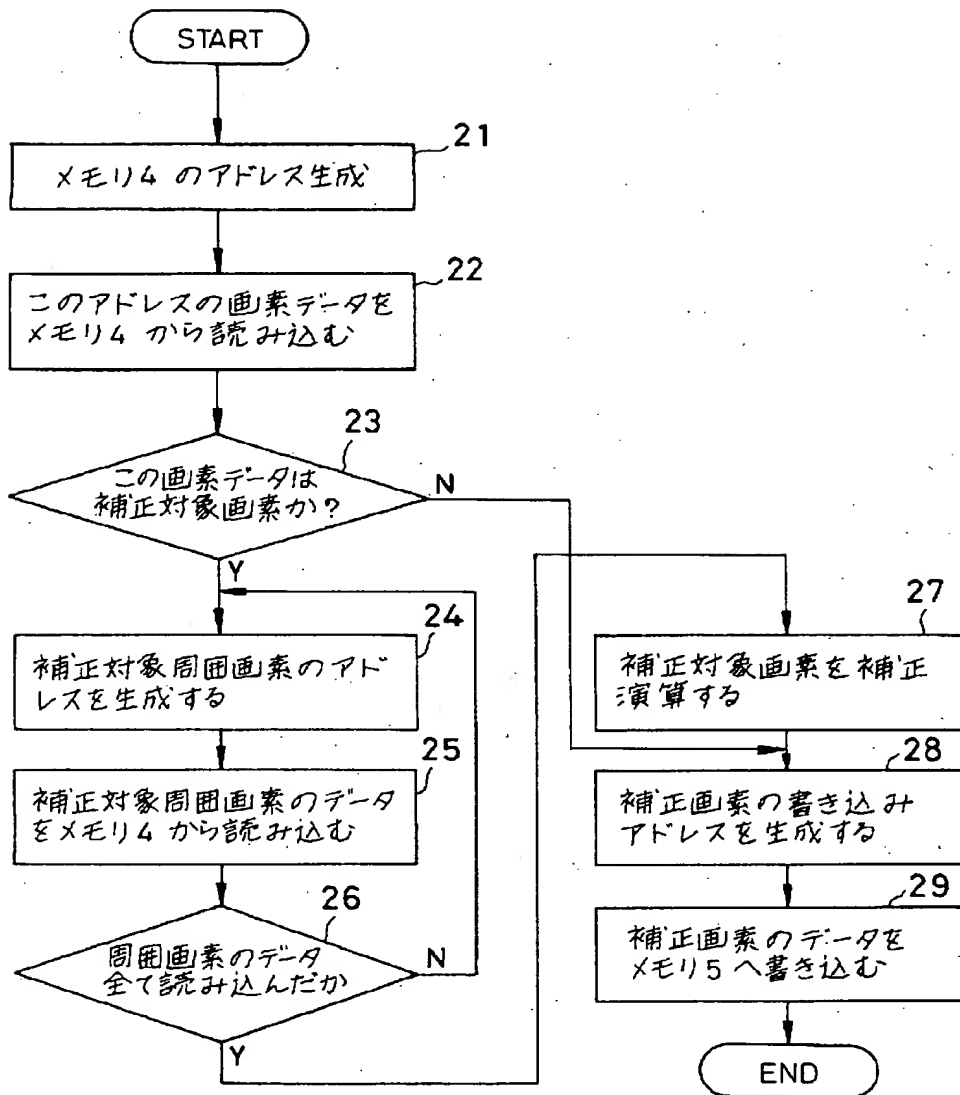 START
21
メモリ4 のアドレス生成
22
このアドレスの画素データを
メモリ4 から読み込む
23
この画素データは
補正対象画素か?
N
Y
24
補正対象周囲画素のアド
レスを生成する
25
補正対象周囲画素のデータ
をメモリ4 から読み込む
26
周囲画素のデータ
全て読み込んだか
N
Y
27
補正対象画素を補正
演算する
28
補正画素の書き込み
アドレスを生成する
29
補正画素のデータを
メモリ5へ書き込む
END